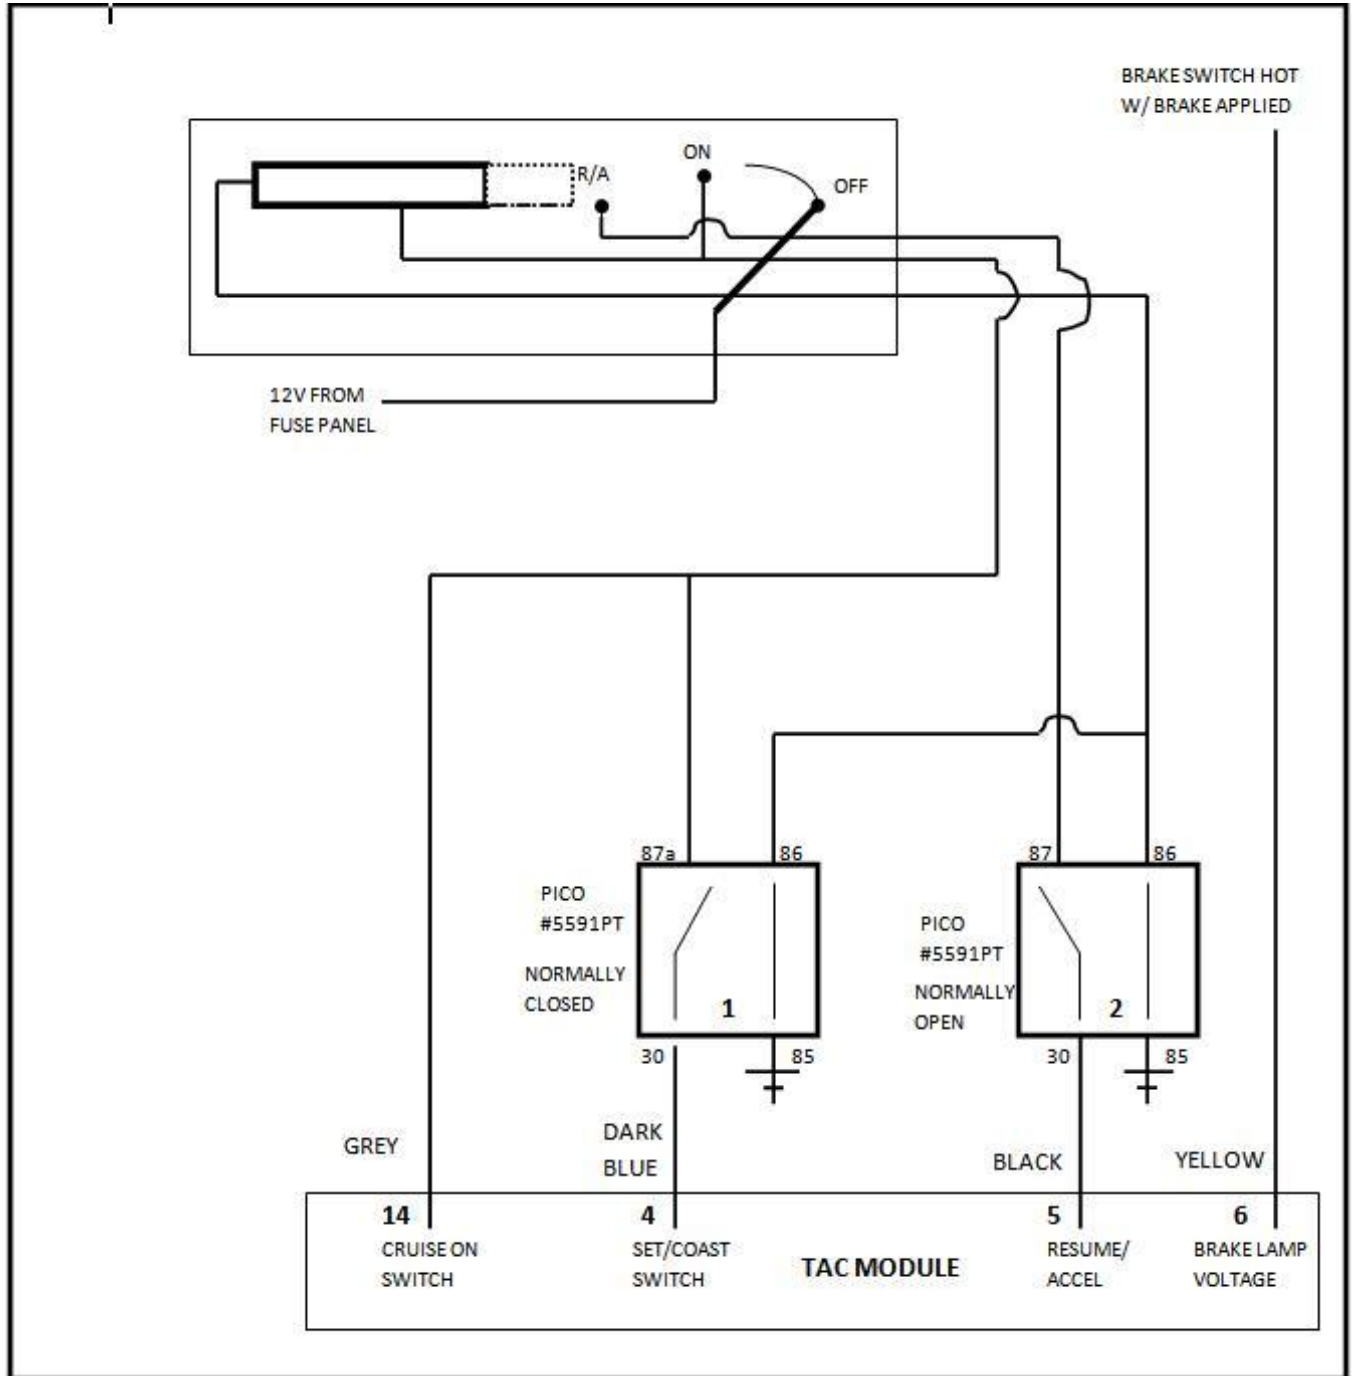 BRAKE SWITCH HOT
W/ BRAKE APPLIED
ON
R/A
OFF
12V FROM
FUSE PANEL
87a
86
87
86
PICO
#5591PT
NORMALLY
CLOSED
1
PICO
#5591PT
NORMALLY
OPEN
2
30
85
30
85
GREY
DARK
BLUE
BLACK
YELLOW
14
CRUISE ON
SWITCH
4
SET/COAST
SWITCH
TAC MODULE
5
RESUME/
ACCEL
6
BRAKE LAMP
VOLTAGE